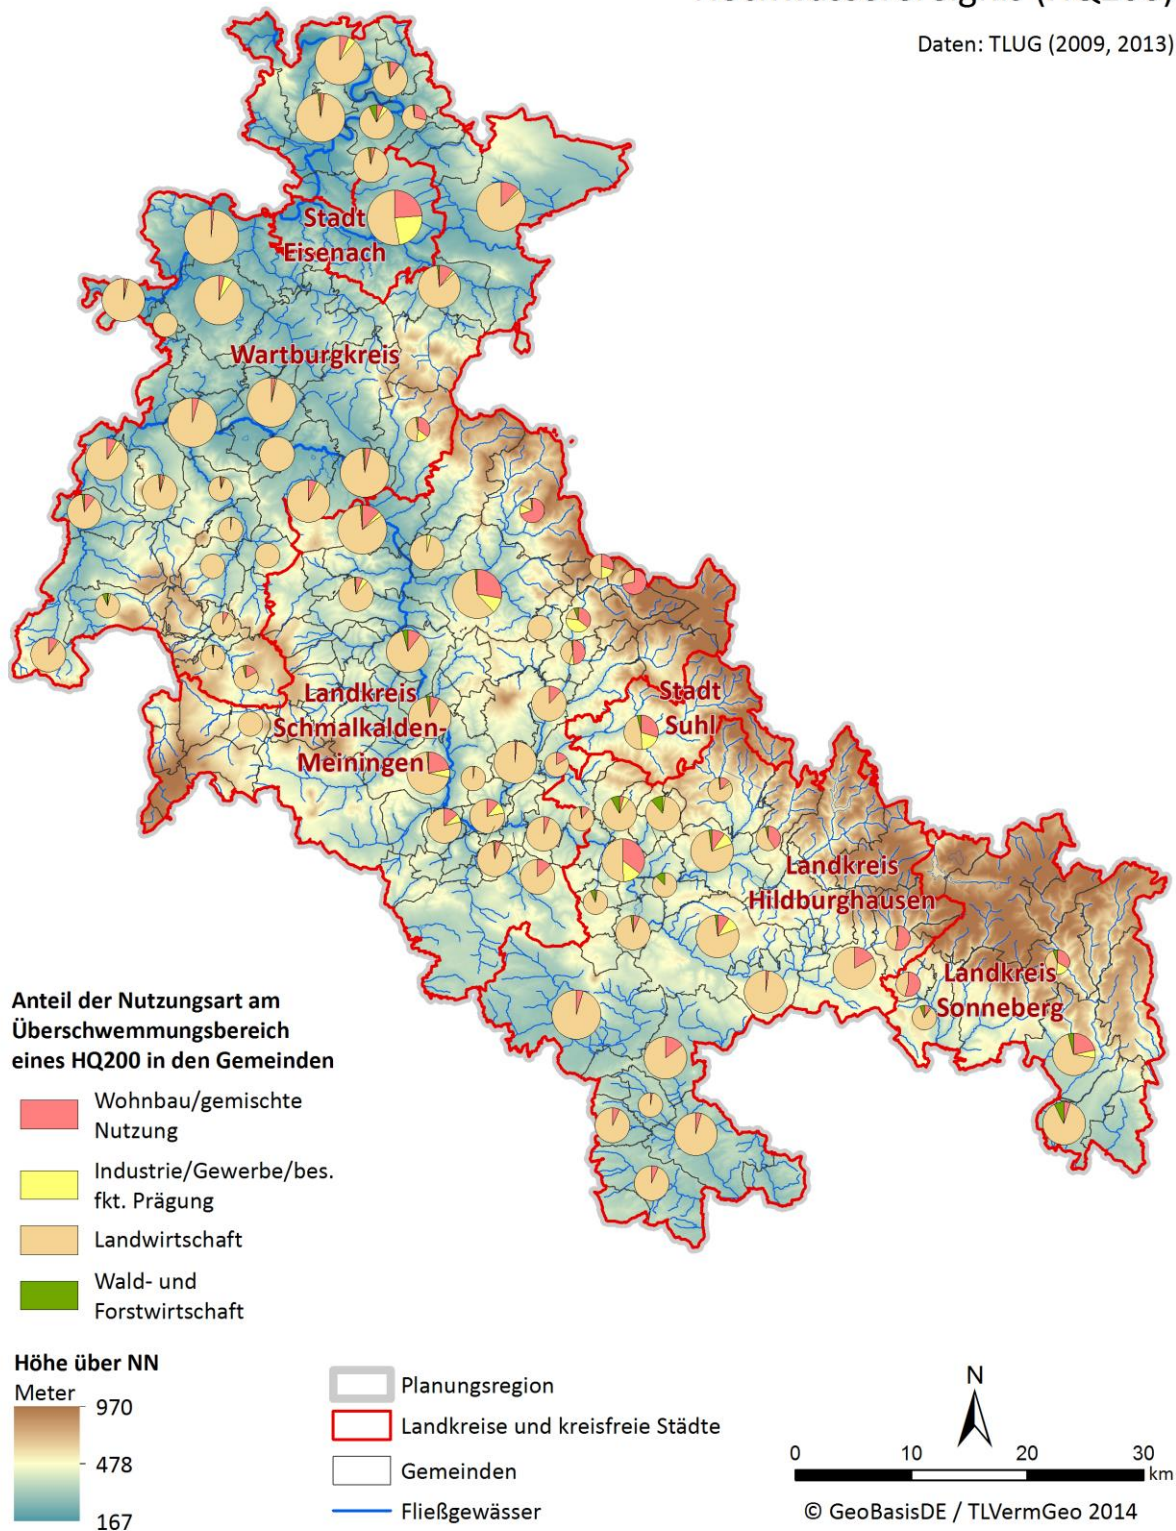 Daten: TLUG (2009, 2013)
Stadt
Eisenach
Wartburgkreis
Landkreis
Schmalkalden-
Meiningen
Stadt
Suhl
Landkreis
Hildburghausen
Landkreis
Sonneberg
Anteil der Nutzungsart am
Überschwemmungsbereich
eines HQ200 in den Gemeinden
Wohnbau/gemischte
Nutzung
Industrie/Gewerbe/bes.
fkt. Prägung
Landwirtschaft
Wald- und
Forstwirtschaft
Höhe über NN
Meter
970
478
167
Planungsregion
Landkreise und kreisfreie Städte
Gemeinden
Fließgewässer
N
0 10 20 30
km
© GeoBasisDE / TLVermGeo 2014